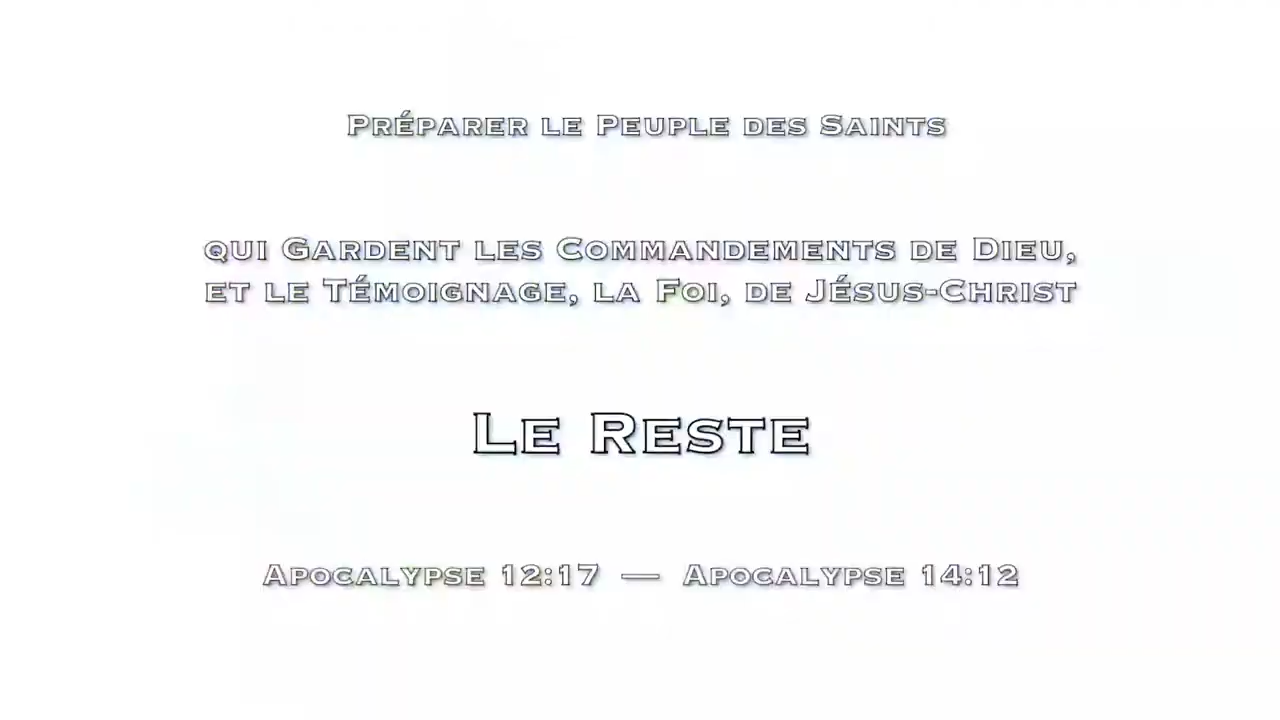 Préparer le Peuple des Saints
qui Gardent les Commandements de Dieu,
et le Témoignage, la Foi, de Jésus-Christ
Le Reste
Apocalypse 12:17 — Apocalypse 14:12